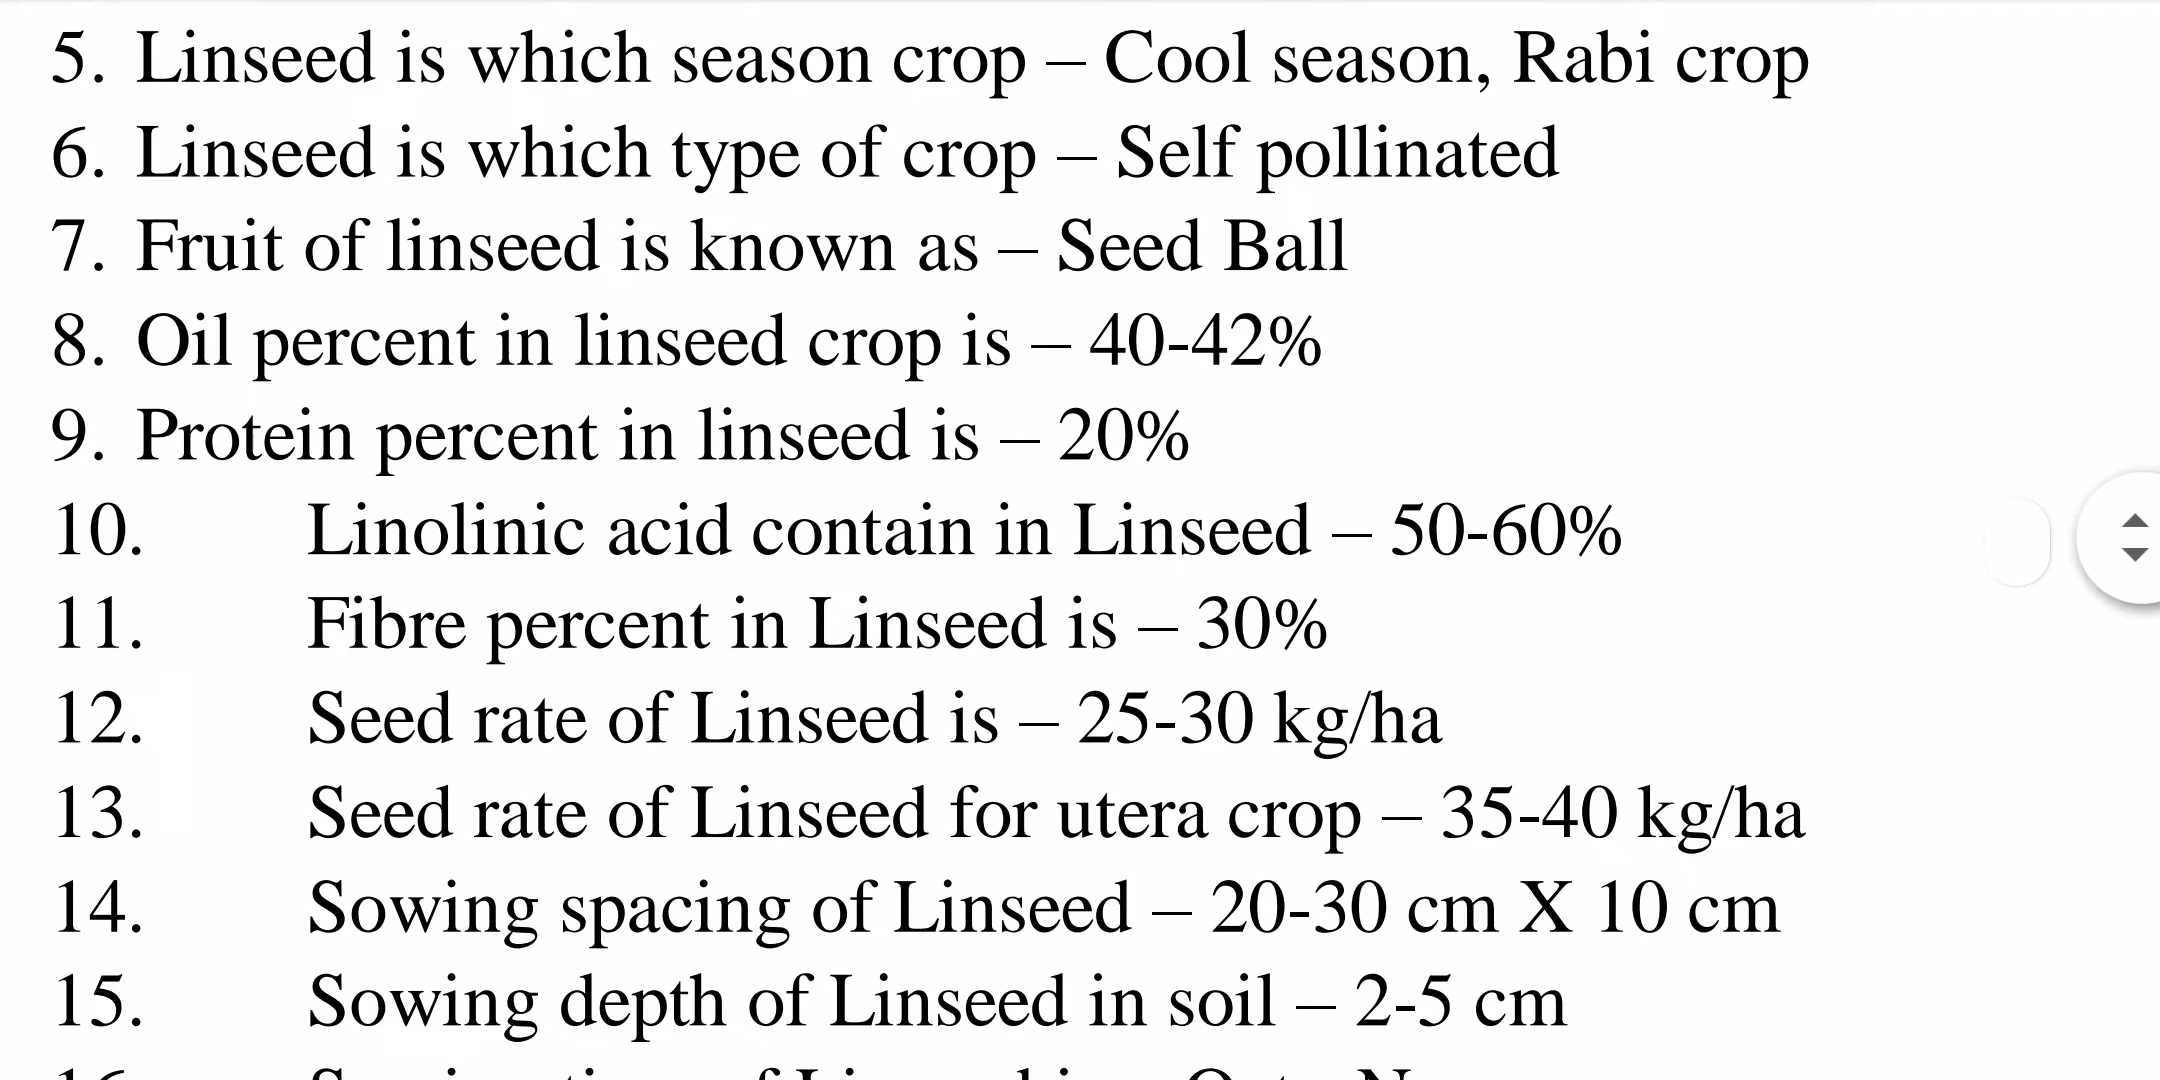 5. Linseed is which season crop – Cool season, Rabi crop
6. Linseed is which type of crop – Self pollinated
7. Fruit of linseed is known as – Seed Ball
8. Oil percent in linseed crop is – 40-42%
9. Protein percent in linseed is – 20%
10. Linolinic acid contain in Linseed – 50-60%
11. Fibre percent in Linseed is – 30%
12. Seed rate of Linseed is – 25-30 kg/ha
13. Seed rate of Linseed for utera crop – 35-40 kg/ha
14. Sowing spacing of Linseed – 20-30 cm X 10 cm
15. Sowing depth of Linseed in soil – 2-5 cm